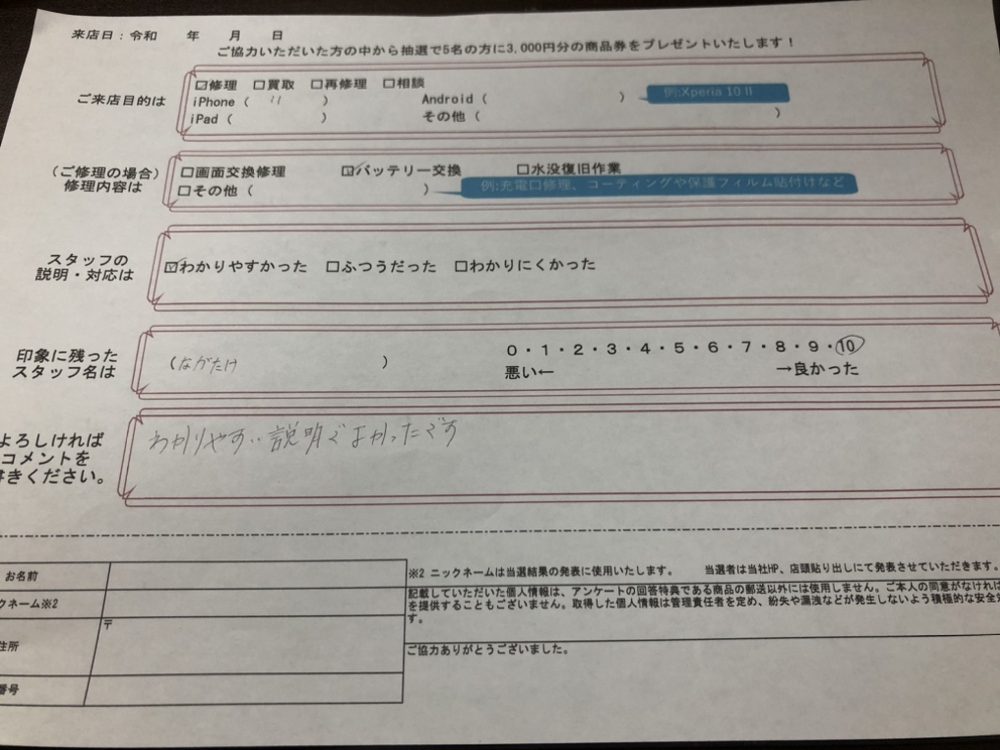 来店日：令和　　年　　月　　日
ご協力いただいた方の中から抽選で5名の方に3,000円分の商品券をプレゼントいたします！
ご来店目的は
☑修理　□買取　□再修理　□相談
iPhone（　11　）　Android（　　）　例:Xperia 10 II
iPad（　　）　その他（　　）
（ご修理の場合）
修理内容は
□画面交換修理　☑バッテリー交換　□水没復旧作業
□その他（　　）　例:充電口修理、コーティングや保護フィルム貼付けなど
スタッフの
説明・対応は
☑わかりやすかった　□ふつうだった　□わかりにくかった
印象に残った
スタッフ名は
（ながたけ　　）
0・1・2・3・4・5・6・7・8・9・10
悪い←　　→良かった
よろしければ
コメントを
書きください。
わかりやすい説明でよかったです
お名前
クネーム※2
住所
〒
番号
※2 ニックネームは当選結果の発表に使用いたします。　当選者は当社HP、店頭貼り出しにて発表させていただきます。
記載していただいた個人情報は、アンケートの回答特典である商品の郵送以外には使用しません。ご本人の同意がなければ
を提供することもございません。取得した個人情報は管理責任者を定め、紛失や漏洩などが発生しないよう積極的な安全対
す。
ご協力ありがとうございました。